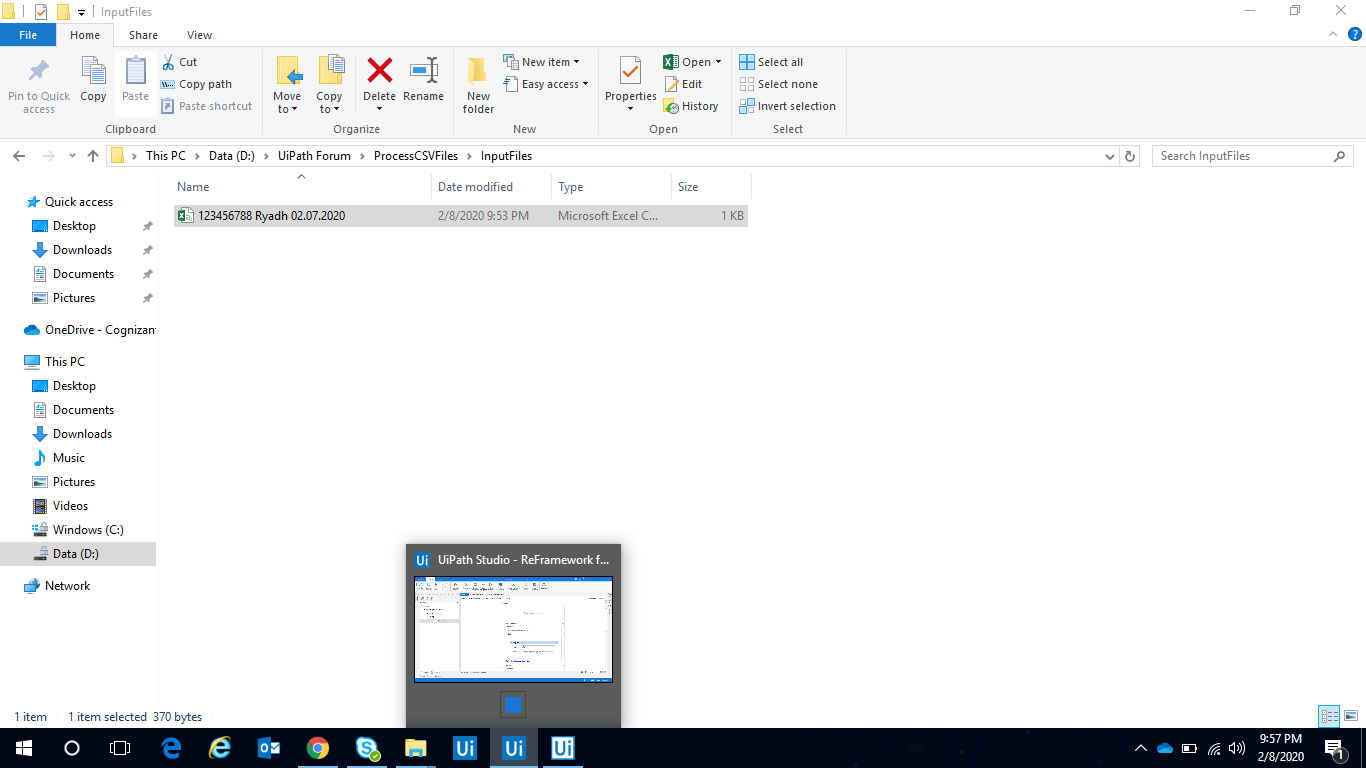 InputFiles
File Home Share View
Pin to Quick access
Copy
Paste
Cut
Copy path
Paste shortcut
Clipboard
Move to
Copy to
Delete
Rename
Organize
New folder
New item
Easy access
New
Properties
Open
Edit
History
Open
Select all
Select none
Invert selection
Select
This PC Data (D:) UiPath Forum ProcessCSVFiles InputFiles
Search InputFiles
Name Date modified Type Size
123456788 Ryadh 02.07.2020 2/8/2020 9:53 PM Microsoft Excel C... 1 KB
Quick access
Desktop
Downloads
Documents
Pictures
OneDrive - Cognizan
This PC
Desktop
Documents
Downloads
Music
Pictures
Videos
Windows (C:)
Data (D:)
Network
Ui UiPath Studio - ReFramework f...
1 item 1 item selected 370 bytes
Ui Ui Ui
9:57 PM
2/8/2020
1